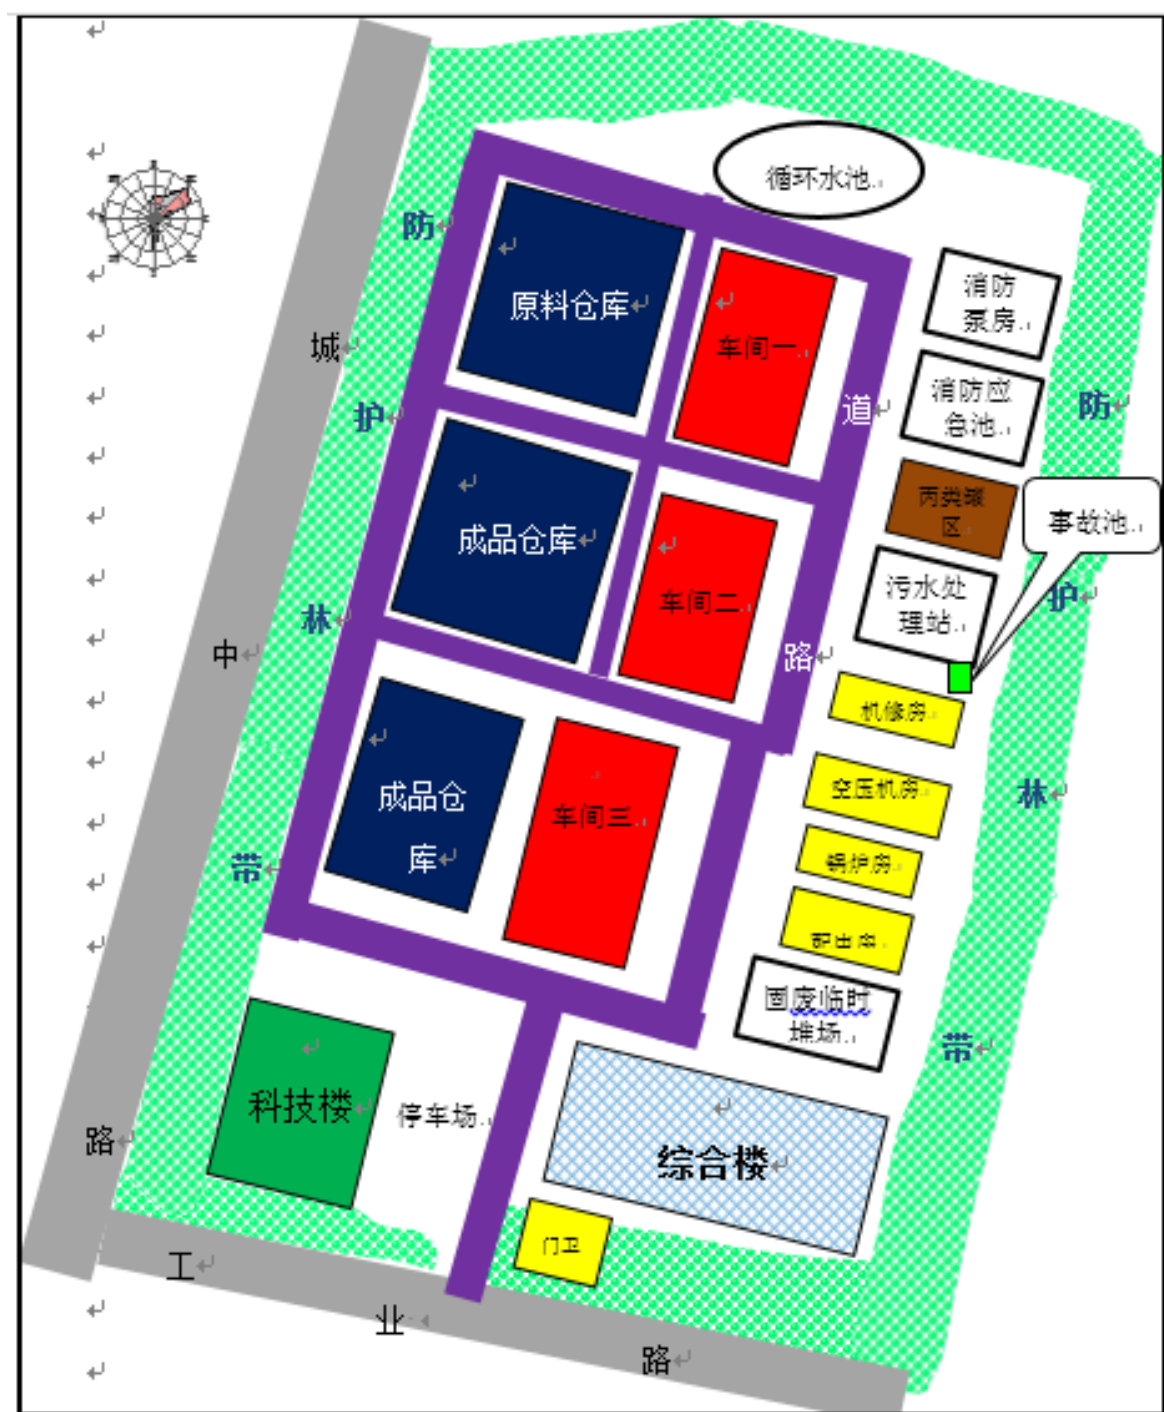 循环水池
防
原料仓库
消防
泵房
车间一
城
消防应
急池
道
护
防
丙类罐
区
事故池
成品仓库
污水处
理站
车间二
护
林
中
路
机修房
成品仓
库
空压机房
林
车间三
锅炉房
带
配电房
固废临时
堆场
带
科技楼
停车场
路
综合楼
门卫
工
业
路